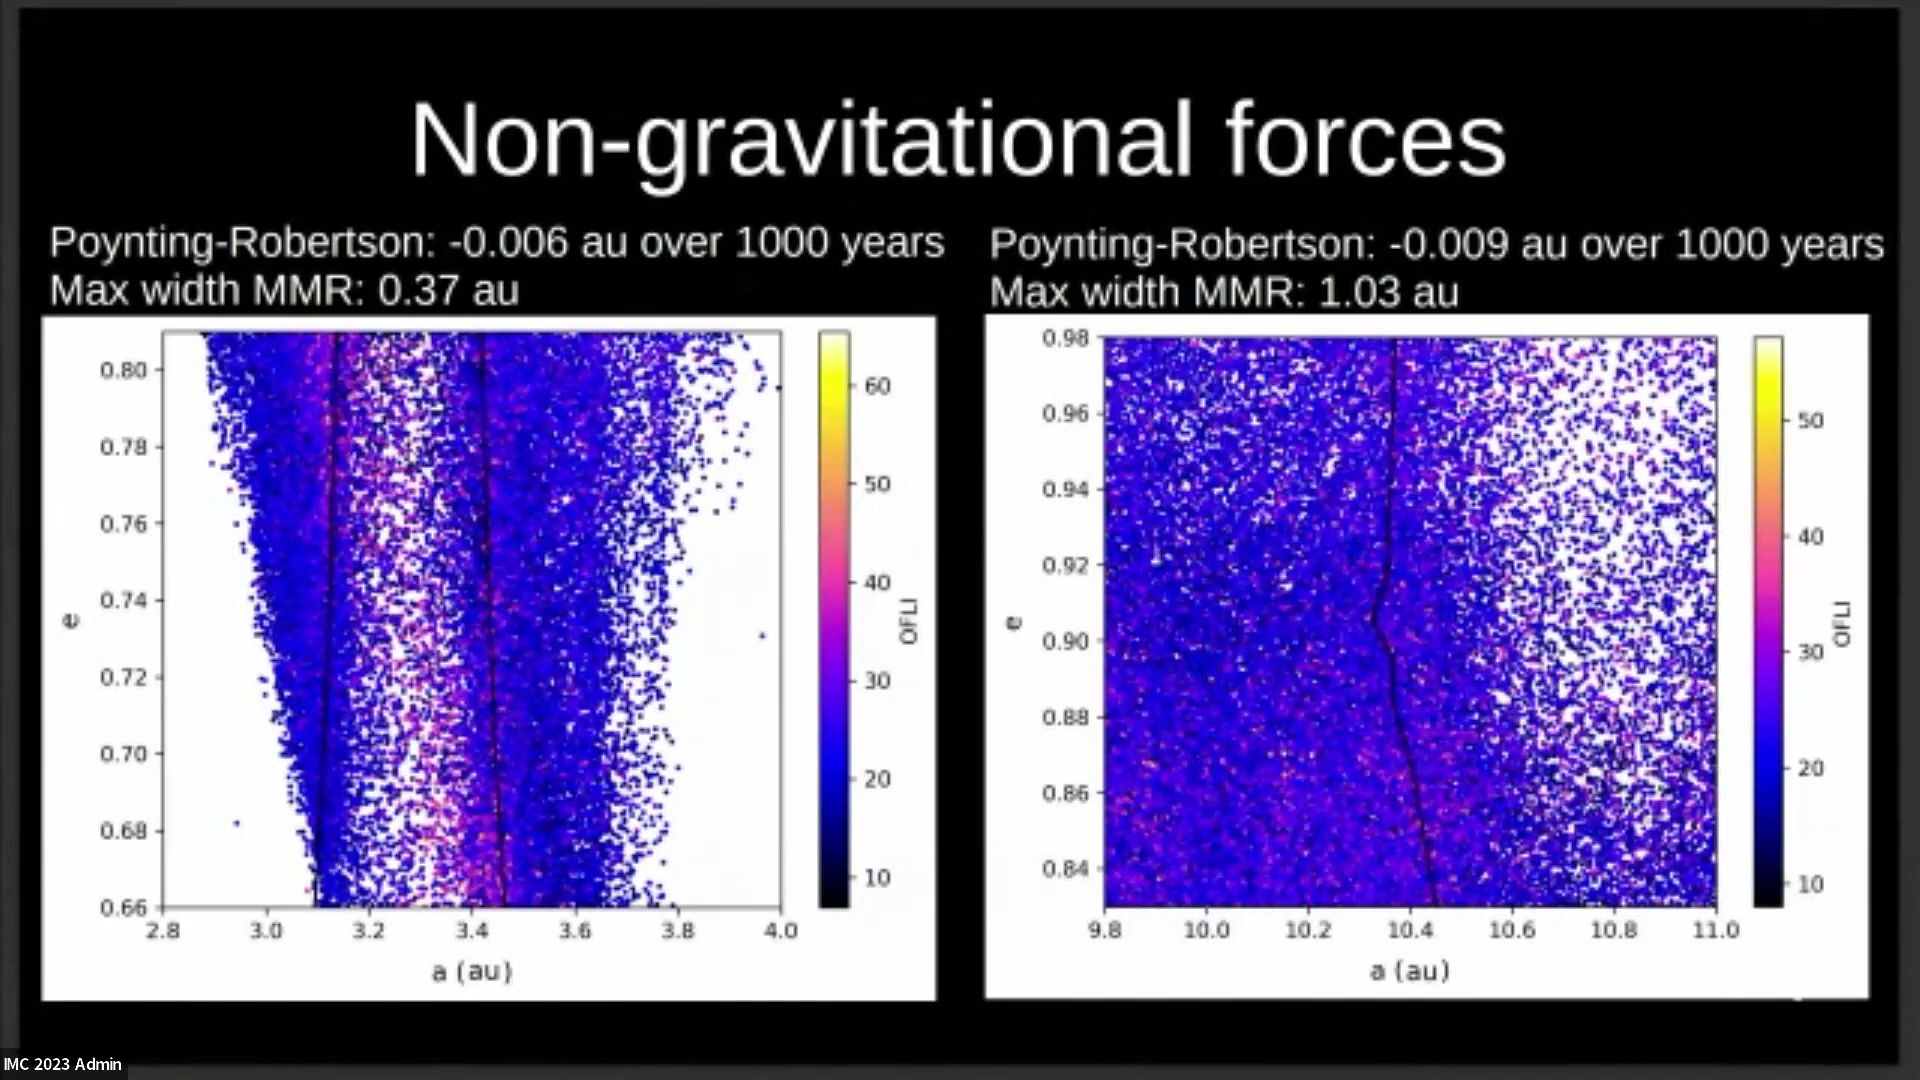 Non-gravitational forces
Poynting-Robertson: -0.006 au over 1000 years
Max width MMR: 0.37 au
Poynting-Robertson: -0.009 au over 1000 years
Max width MMR: 1.03 au
0.80
0.78
0.76
0.74
0.72
0.70
0.68
0.66
e
2.8 3.0 3.2 3.4 3.6 3.8 4.0
a (au)
60
50
40
30
20
10
OFLI
0.98
0.96
0.94
0.92
0.90
0.88
0.86
0.84
e
9.8 10.0 10.2 10.4 10.6 10.8 11.0
a (au)
50
40
30
20
10
OFLI
IMC 2023 Admin